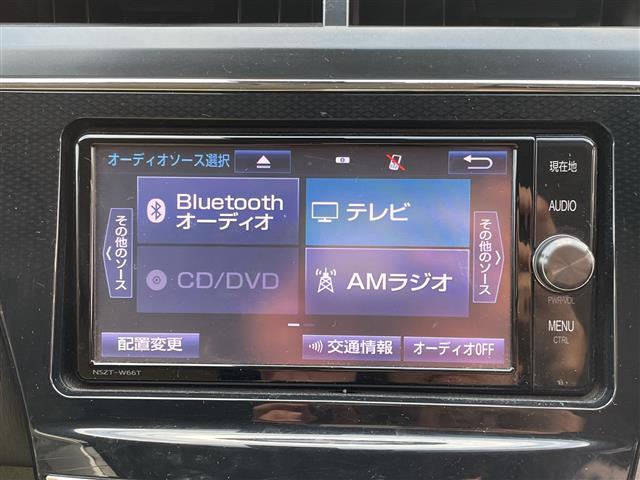 オーディオソース選択
Bluetooth
オーディオ
テレビ
その他のソース
その他のソース
CD/DVD
AMラジオ
配置変更
交通情報
オーディオOFF
NSZT-W66T
現在地
AUDIO
PWR•VOL
MENU
CTRL